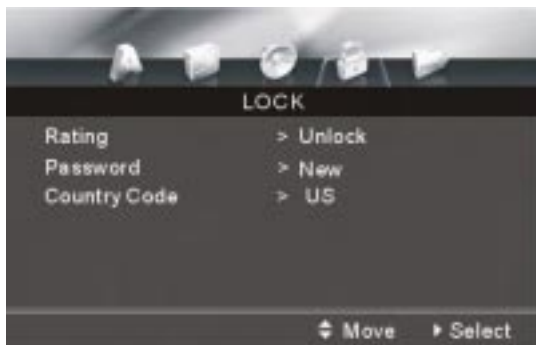 LOCK
Rating > Unlock
Password > New
Country Code > US
Move Select